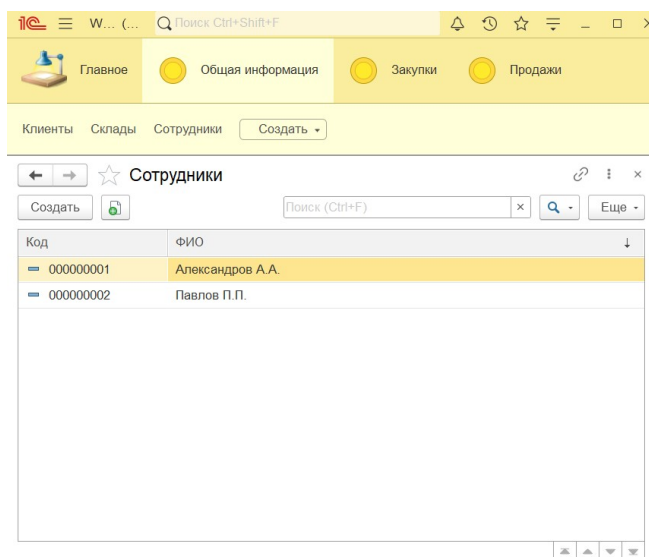 1С W... (... Поиск Ctrl+Shift+F
Главное Общая информация Закупки Продажи
Клиенты Склады Сотрудники Создать
Сотрудники
Создать Поиск (Ctrl+F) × Еще
Код ФИО ↓
000000001 Александров А.А.
000000002 Павлов П.П.